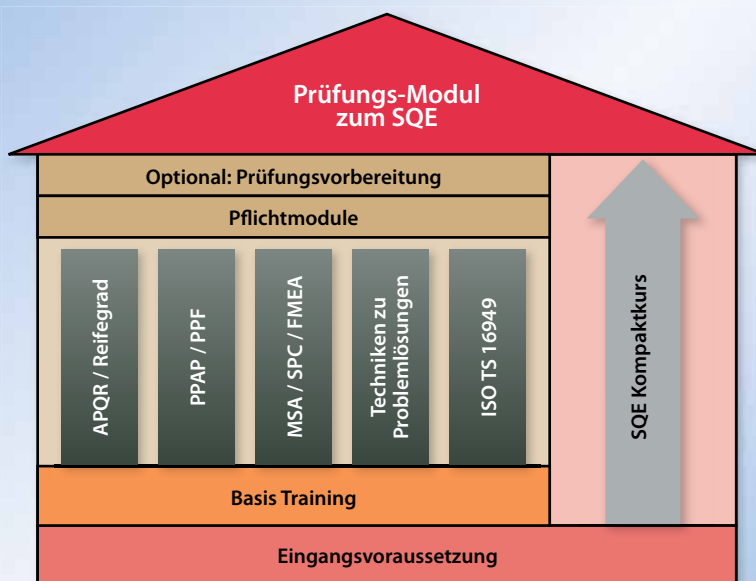 Prüfungs-Modul
zum SQE
Optional: Prüfungsvorbereitung
Pflichtmodule
APQR / Reifegrad
PPAP / PPF
MSA / SPC / FMEA
Techniken zu
Problemlösungen
ISO TS 16949
SQE Kompaktkurs
Basis Training
Eingangsvoraussetzung